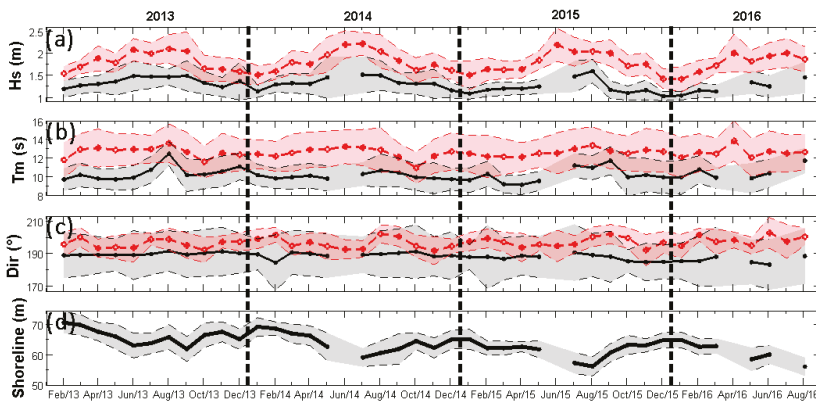 2013 2014 2015 2016
(a)
Hs (m)
2.5
2
1.5
1
(b)
Tm (s)
16
14
12
10
8
(c)
Dir (°)
210
190
170
(d)
Shoreline (m)
70
60
50
Feb/13 Apr/13 Jun/13 Aug/13 Oct/13 Dec/13 Feb/14 Apr/14 Jun/14 Aug/14 Oct/14 Dec/14 Feb/15 Apr/15 Jun/15 Aug/15 Oct/15 Dec/15 Feb/16 Apr/16 Jun/16 Aug/16